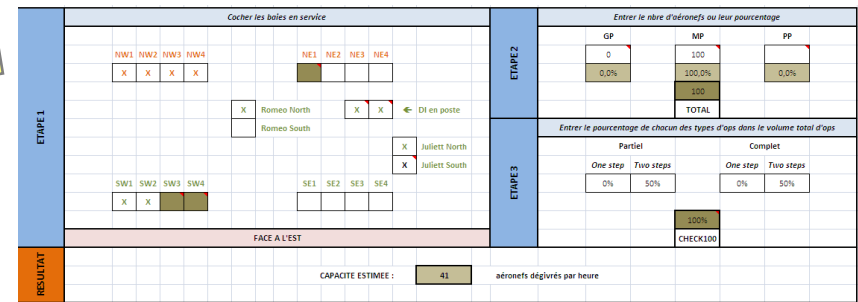 ETAPE 1
Cocher les baies en service
NW1 NW2 NW3 NW4
X X X X
NE1 NE2 NE3 NE4
X Romeo North
Romeo South
X X ← DI en poste
X Juliett North
X Juliett South
SW1 SW2 SW3 SW4
X X
SE1 SE2 SE3 SE4
FACE A L'EST
ETAPE 2
Entrer le nbre d'aéronefs ou leur pourcentage
GP MP PP
0 100
0,0% 100,0% 0,0%
100
TOTAL
ETAPE 3
Entrer le pourcentage de chacun des types d'ops dans le volume total d'ops
Partiel Complet
One step Two steps One step Two steps
0% 50% 0% 50%
100%
CHECK100
RESULTAT
CAPACITE ESTIMEE : 41 aéronefs dégivrés par heure